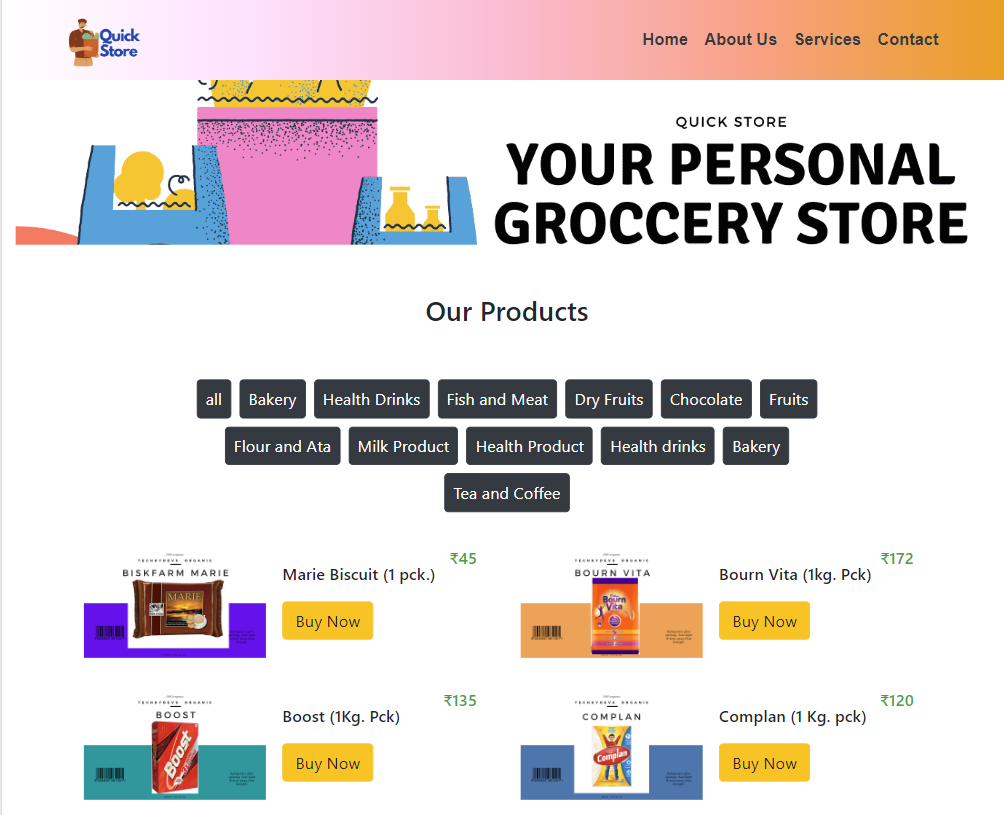 Quick
Store
Home About Us Services Contact
QUICK STORE
YOUR PERSONAL
GROCCERY STORE
Our Products
all Bakery Health Drinks Fish and Meat Dry Fruits Chocolate Fruits
Flour and Ata Milk Product Health Product Health drinks Bakery
Tea and Coffee
TECHEYDEVS ORGANIC
BISKFARM MARIE
MARIE
Marie Biscuit (1 pck.)
₹45
Buy Now
TECHEYDEVS ORGANIC
BOURN VITA
Bourn
Vita
Bourn Vita (1kg. Pck)
₹172
Buy Now
TECHEYDEVS ORGANIC
BOOST
Boost
Boost (1Kg. Pck)
₹135
Buy Now
TECHEYDEVS ORGANIC
COMPLAN
Complan
Complan (1 Kg. pck)
₹120
Buy Now